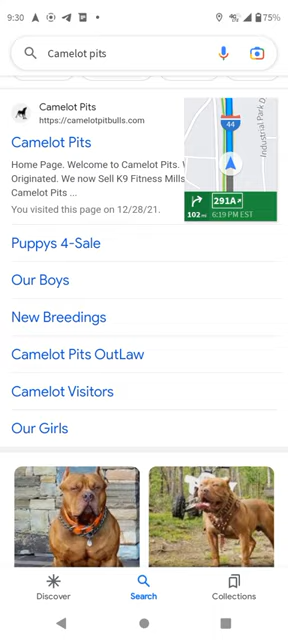 9:30
75%
Camelot pits
Camelot Pits
https://camelotpitbulls.com
Camelot Pits
Home Page. Welcome to Camelot Pits.
Originated. We now Sell K9 Fitness Mills
Camelot Pits ...
You visited this page on 12/28/21.
44
Industrial Park D
291A
102 mi 6:19 PM EST
Puppys 4-Sale
Our Boys
New Breedings
Camelot Pits OutLaw
Camelot Visitors
Our Girls
Discover
Search
Collections